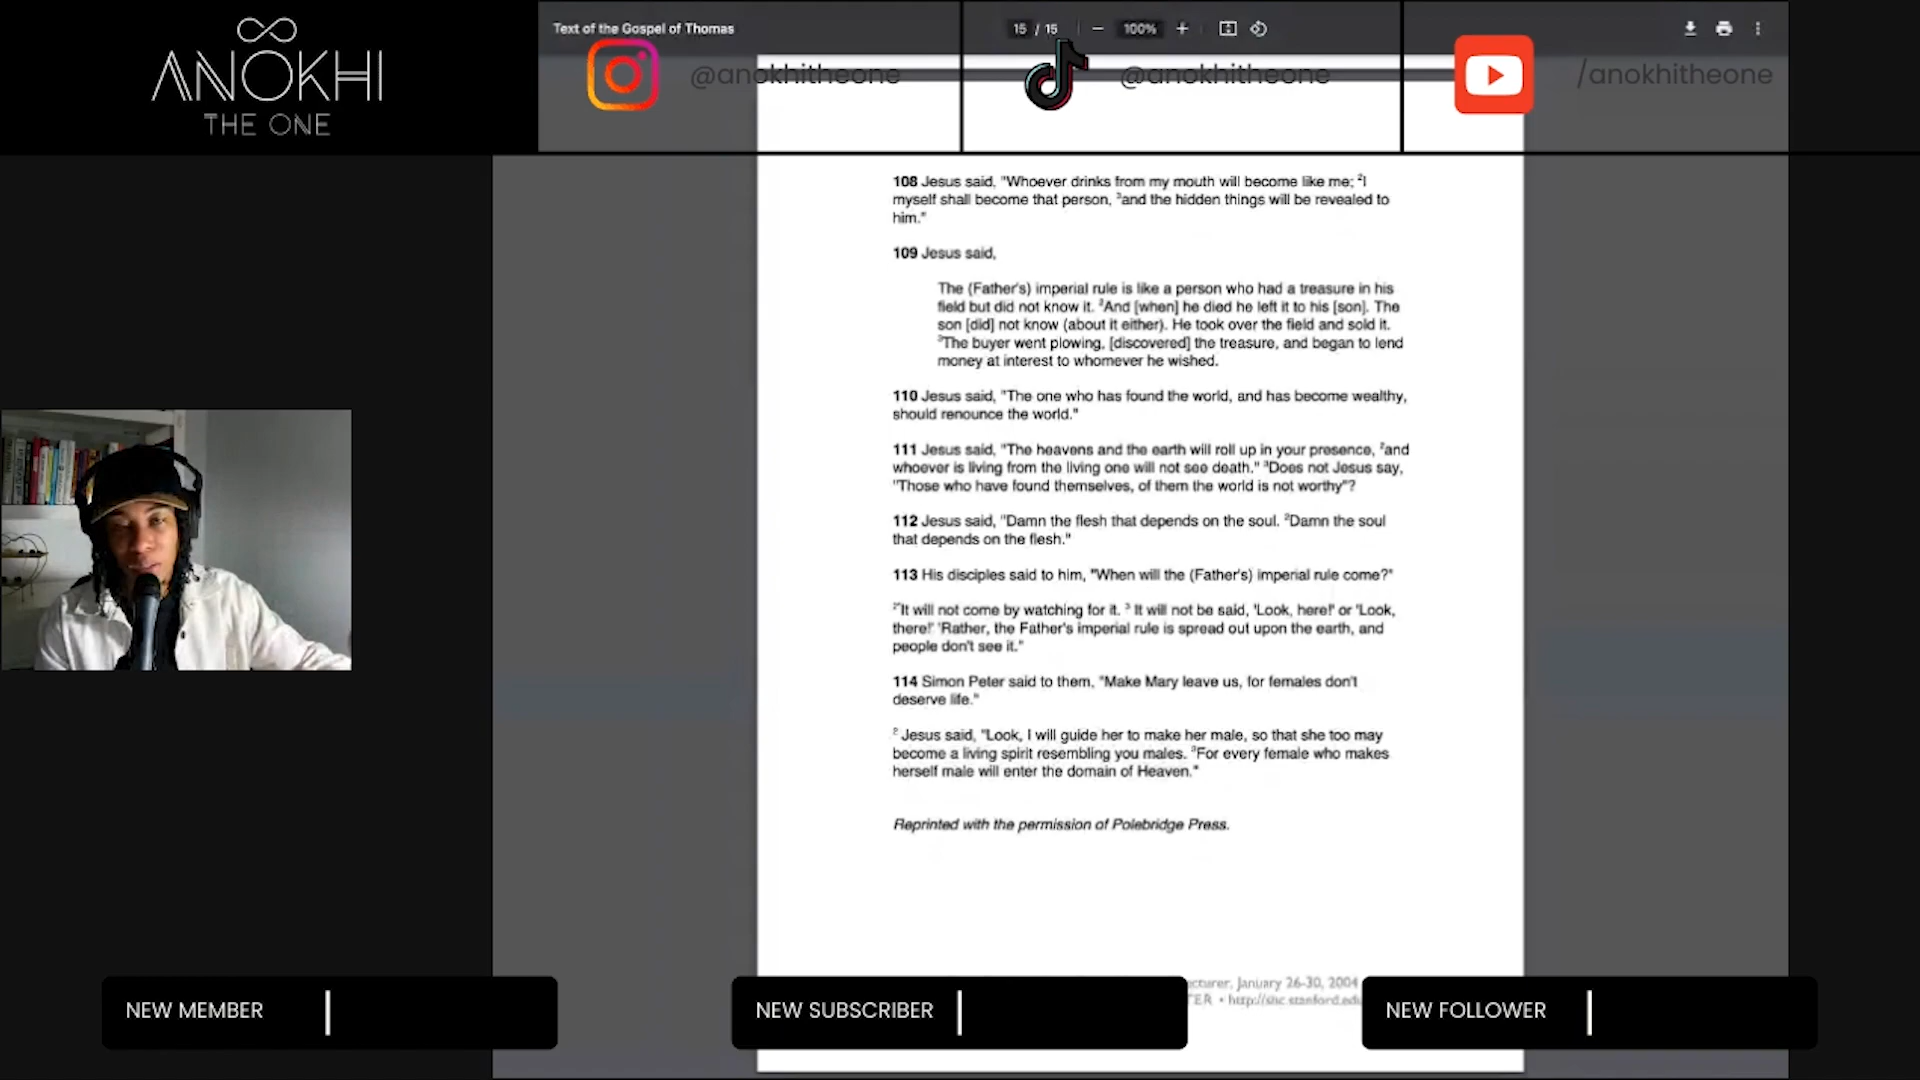 ANOKHI
THE ONE
Text of the Gospel of Thomas
15 / 15
100%
@anokhitheone
@anokhitheone
/anokhitheone
108 Jesus said, "Whoever drinks from my mouth will become like me; ²I
myself shall become that person, ³and the hidden things will be revealed to
him."
109 Jesus said,
The (Father's) imperial rule is like a person who had a treasure in his
field but did not know it. ²And [when] he died he left it to his [son]. The
son [did] not know (about it either). He took over the field and sold it.
³The buyer went plowing, [discovered] the treasure, and began to lend
money at interest to whomever he wished.
110 Jesus said, "The one who has found the world, and has become wealthy,
should renounce the world."
111 Jesus said, "The heavens and the earth will roll up in your presence, ²and
whoever is living from the living one will not see death." ³Does not Jesus say,
"Those who have found themselves, of them the world is not worthy"?
112 Jesus said, "Damn the flesh that depends on the soul. ²Damn the soul
that depends on the flesh."
113 His disciples said to him, "When will the (Father's) imperial rule come?"
²"It will not come by watching for it. ³ It will not be said, 'Look, here!' or 'Look,
there!' 'Rather, the Father's imperial rule is spread out upon the earth, and
people don't see it."
114 Simon Peter said to them, "Make Mary leave us, for females don't
deserve life."
² Jesus said, "Look, I will guide her to make her male, so that she too may
become a living spirit resembling you males. ³For every female who makes
herself male will enter the domain of Heaven."
Reprinted with the permission of Polebridge Press.
January 26-30, 2004
• http://shc.stanford.edu
NEW MEMBER
NEW SUBSCRIBER
NEW FOLLOWER